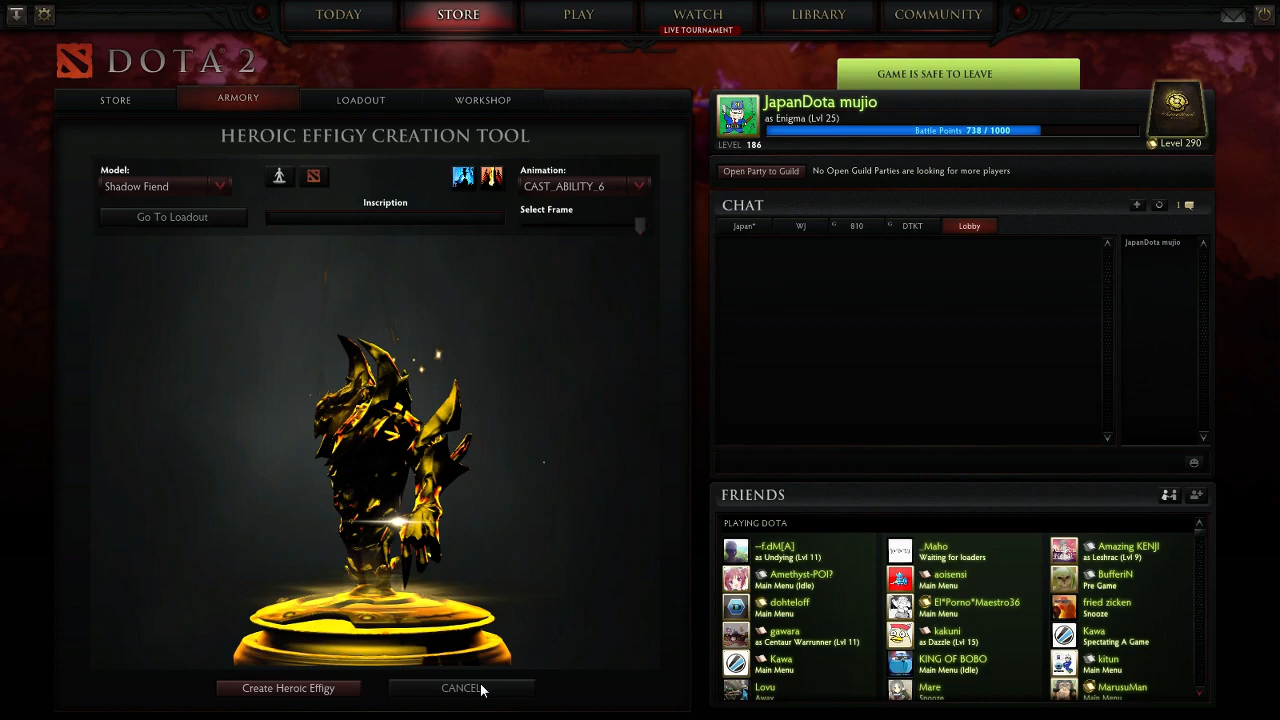 TODAY
STORE
PLAY
WATCH
LIVE TOURNAMENT
LIBRARY
COMMUNITY
DOTA 2
GAME IS SAFE TO LEAVE
STORE
ARMORY
LOADOUT
WORKSHOP
JapanDota mujio
as Enigma (Lvl 25)
Battle Points 738 / 1000
LEVEL 186
Level 290
HEROIC EFFIGY CREATION TOOL
Model:
Shadow Fiend
Go To Loadout
Inscription
Animation:
CAST_ABILITY_6
Select Frame
Open Party to Guild
No Open Guild Parties are looking for more players
CHAT
1
Japan*
WJ
G 810
G DTKT
Lobby
JapanDota mujio
FRIENDS
PLAYING DOTA
--f.dM[A]
as Undying (Lvl 11)
Amethyst-POI?
Main Menu (Idle)
dohteloff
Main Menu
gawara
as Centaur Warrunner (Lvl 11)
Kawa
Main Menu
Lovu
Away
..Maho
Waiting for loaders
aoisensi
Main Menu
El*Porno*Maestro36
Main Menu
kakuni
as Dazzle (Lvl 15)
KING OF BOBO
Main Menu (Idle)
Mare
Snooze
Amazing KENJI
as Leshrac (Lvl 9)
BufferiN
Pre Game
fried zicken
Snooze
Kawa
Spectating A Game
kitun
Main Menu
MarusuMan
Main Menu
Create Heroic Effigy
CANCEL